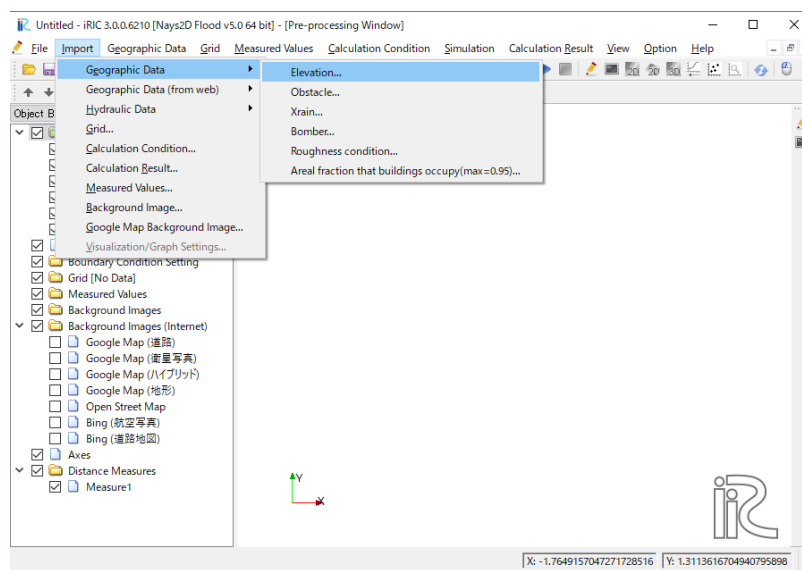 Untitled - iRIC 3.0.0.6210 [Nays2D Flood v5.0 64 bit] - [Pre-processing Window]
File Import Geographic Data Grid Measured Values Calculation Condition Simulation Calculation Result View Option Help
Geographic Data
Geographic Data (from web)
Hydraulic Data
Grid...
Calculation Condition...
Calculation Result...
Measured Values...
Background Image...
Google Map Background Image...
Visualization/Graph Settings...
Elevation...
Obstacle...
Xrain...
Bomber...
Roughness condition...
Areal fraction that buildings occupy(max=0.95)...
2D 2D 2D
Object B
Boundary Condition Setting
Grid [No Data]
Measured Values
Background Images
Background Images (Internet)
Google Map (道路)
Google Map (衛星写真)
Google Map (ハイブリッド)
Google Map (地形)
Open Street Map
Bing (航空写真)
Bing (道路地図)
Axes
Distance Measures
Measure1
Y
X
iRIC
X: -1.7649157047271728516 Y: 1.3113616704940795898